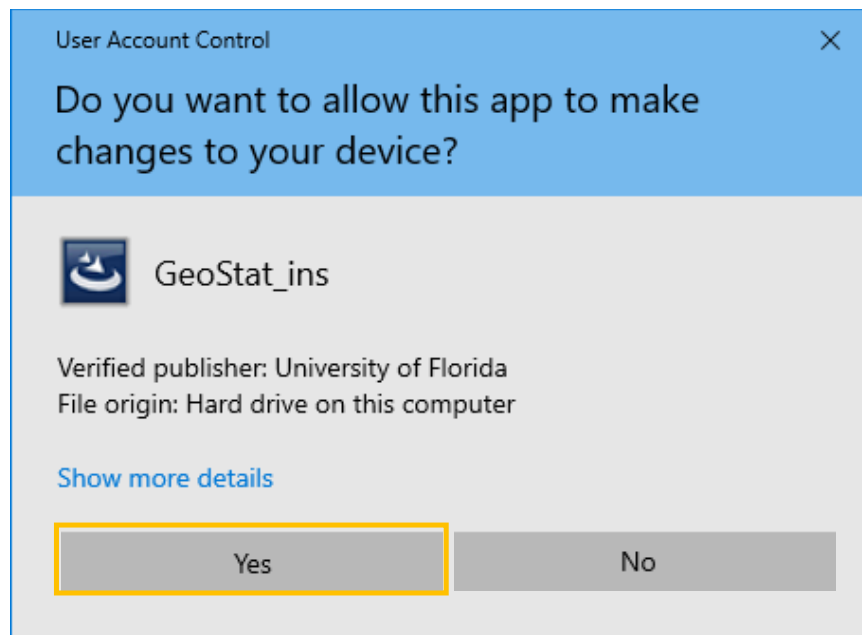 User Account Control
Do you want to allow this app to make
changes to your device?
GeoStat_ins
Verified publisher: University of Florida
File origin: Hard drive on this computer
Show more details
Yes
No